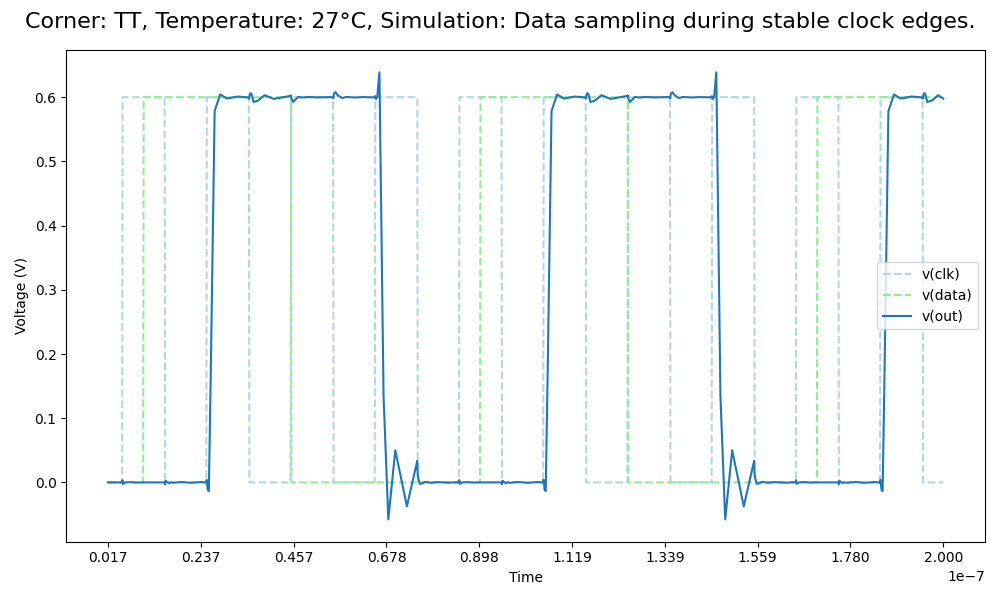 Corner: TT, Temperature: 27°C, Simulation: Data sampling during stable clock edges.
Voltage (V)
0.6
0.5
0.4
0.3
0.2
0.1
0.0
v(clk)
v(data)
v(out)
0.017 0.237 0.457 0.678 0.898 1.119 1.339 1.559 1.780 2.000
Time
1e−7